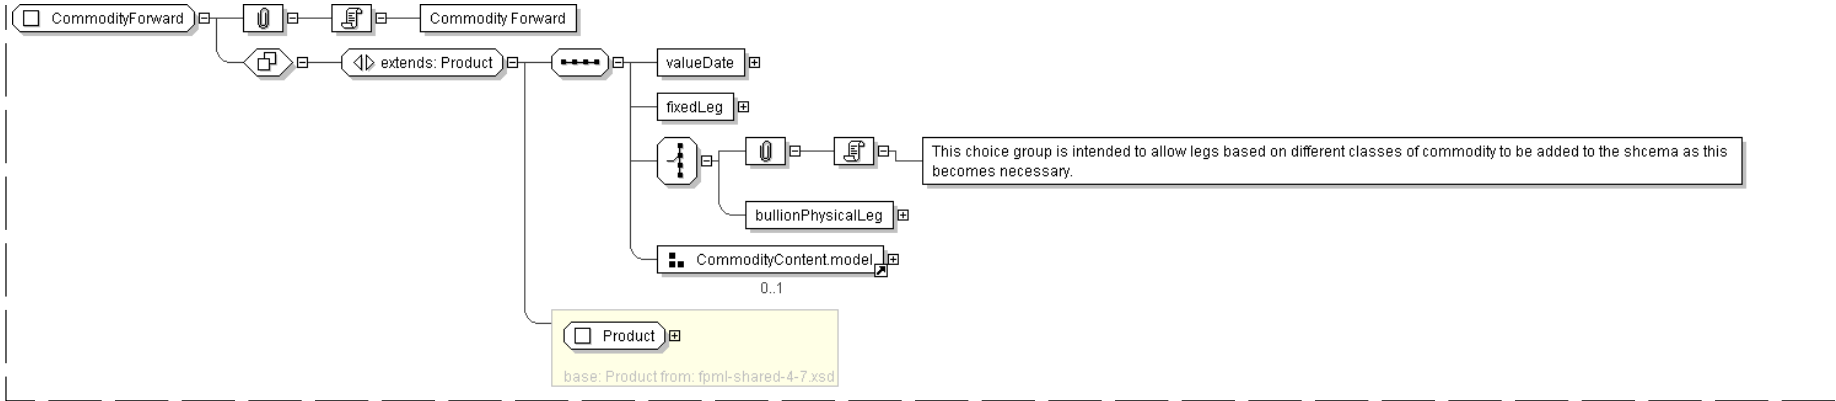 CommodityForward
Commodity Forward
extends: Product
valueDate
fixedLeg
This choice group is intended to allow legs based on different classes of commodity to be added to the shcema as this
becomes necessary.
bullionPhysicalLeg
CommodityContent.model
0..1
Product
base: Product from: fpml-shared-4-7.xsd